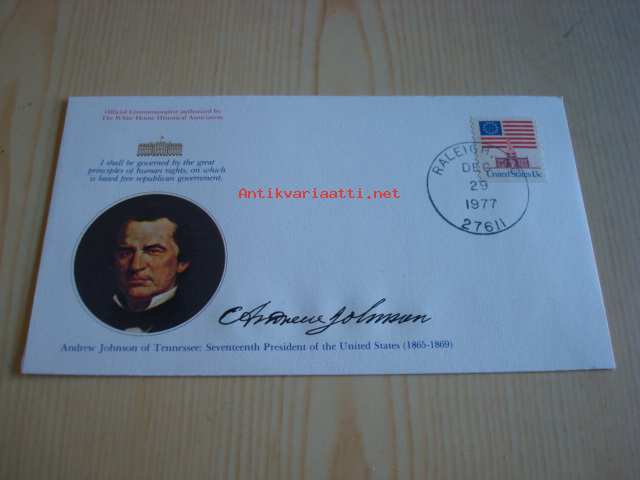 Official Commemorative authorized by
The White House Historical Association
I shall be governed by the great
principles of human rights, on which
is based free republican government.
Antikvariaatti.net
RALEIGH,
DEC
29
1977
27611
United States 13c
Andrew Johnson
Andrew Johnson of Tennessee: Seventeenth President of the United States (1865-1869)